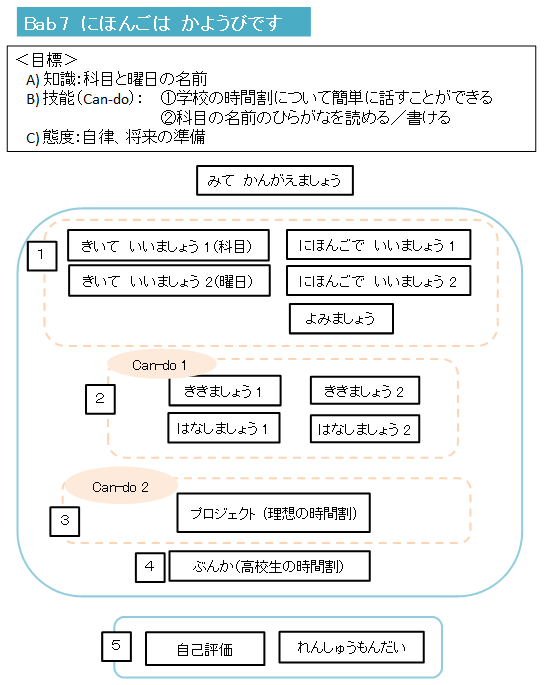 Bab７ にほんごは かようびです
＜目標＞
A) 知識：科目と曜日の名前
B) 技能（Can-do）： ①学校の時間割について簡単に話すことができる
②科目の名前のひらがなを読める／書ける
C) 態度：自律、将来の準備
みて かんがえましょう
1
きいて いいましょう１（科目）
にほんごで いいましょう１
きいて いいましょう２（曜日）
にほんごで いいましょう２
よみましょう
Can-do 1
2
ききましょう１
ききましょう２
はなしましょう１
はなしましょう２
Can-do 2
3
プロジェクト（理想の時間割）
4
ぶんか（高校生の時間割）
5
自己評価
れんしゅうもんだい